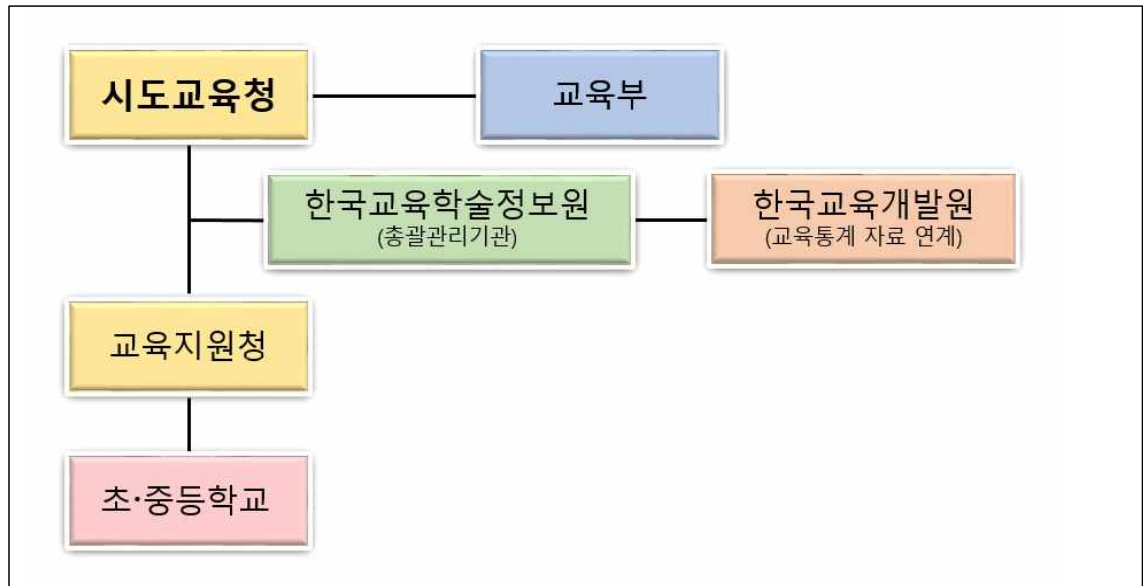 시도교육청
교육부
한국교육학술정보원
(총괄관리기관)
한국교육개발원
(교육통계 자료 연계)
교육지원청
초·중등학교